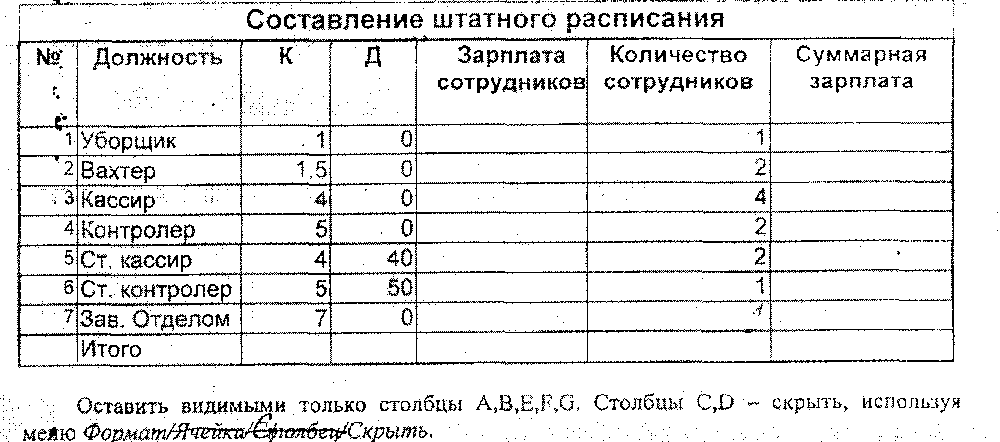 Составление штатного расписания
№ Должность К Д Зарплата сотрудников Количество сотрудников Суммарная зарплата
1 Уборщик 1 0 1
2 Вахтер 1,5 0 2
3 Кассир 4 0 4
4 Контролер 5 0 2
5 Ст. кассир 4 40 2
6 Ст. контролер 5 50 1
7 Зав. Отделом 7 0 1
Итого
Оставить видимыми только столбцы A,B,E,F,G. Столбцы C,D – скрыть, используя
меню Формат/Ячейки/Столбец/Скрыть.